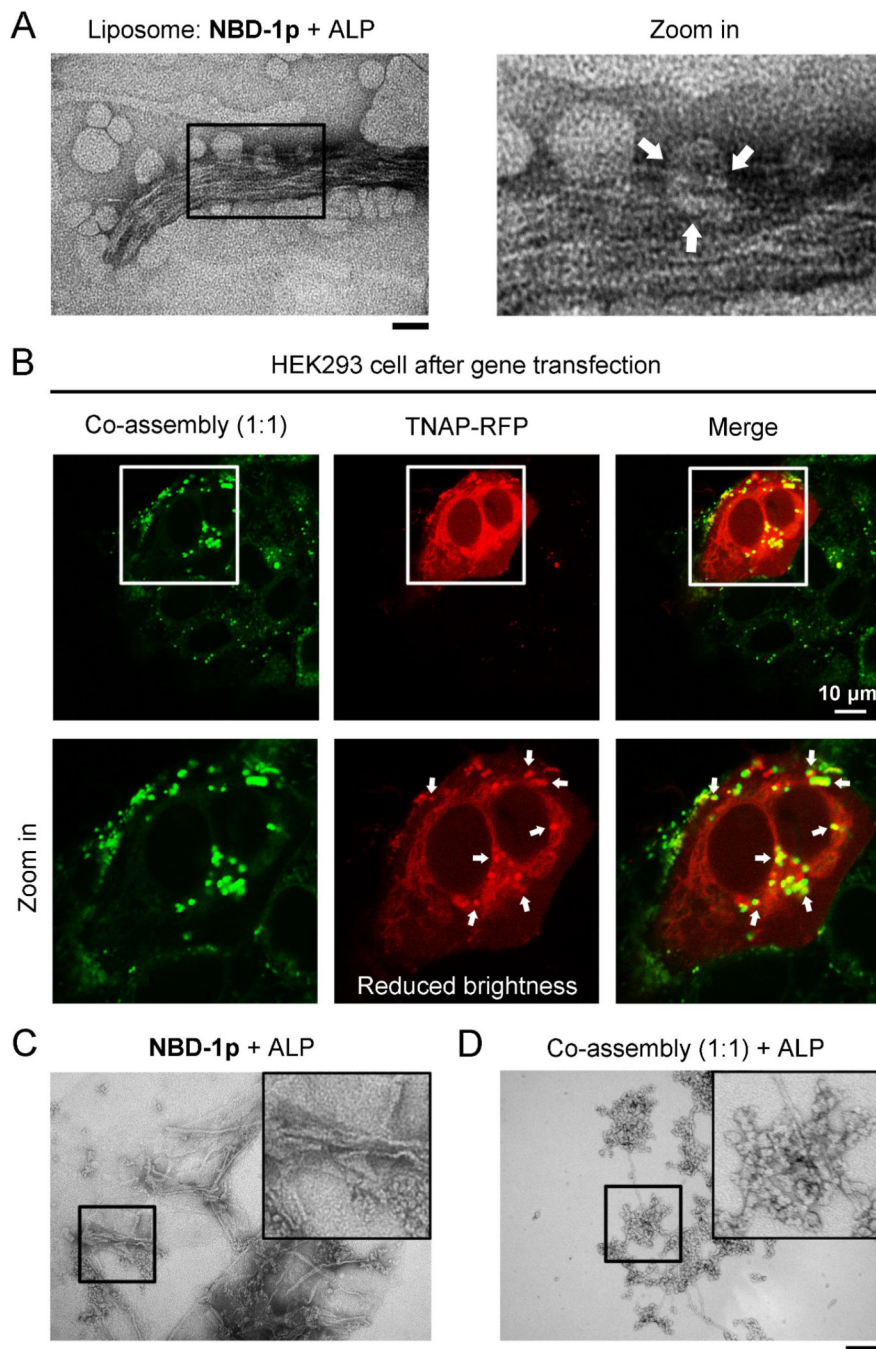 A
Liposome: NBD-1p + ALP
Zoom in
B
HEK293 cell after gene transfection
Co-assembly (1:1)
TNAP-RFP
Merge
10 µm
Zoom in
Reduced brightness
C
NBD-1p + ALP
D
Co-assembly (1:1) + ALP